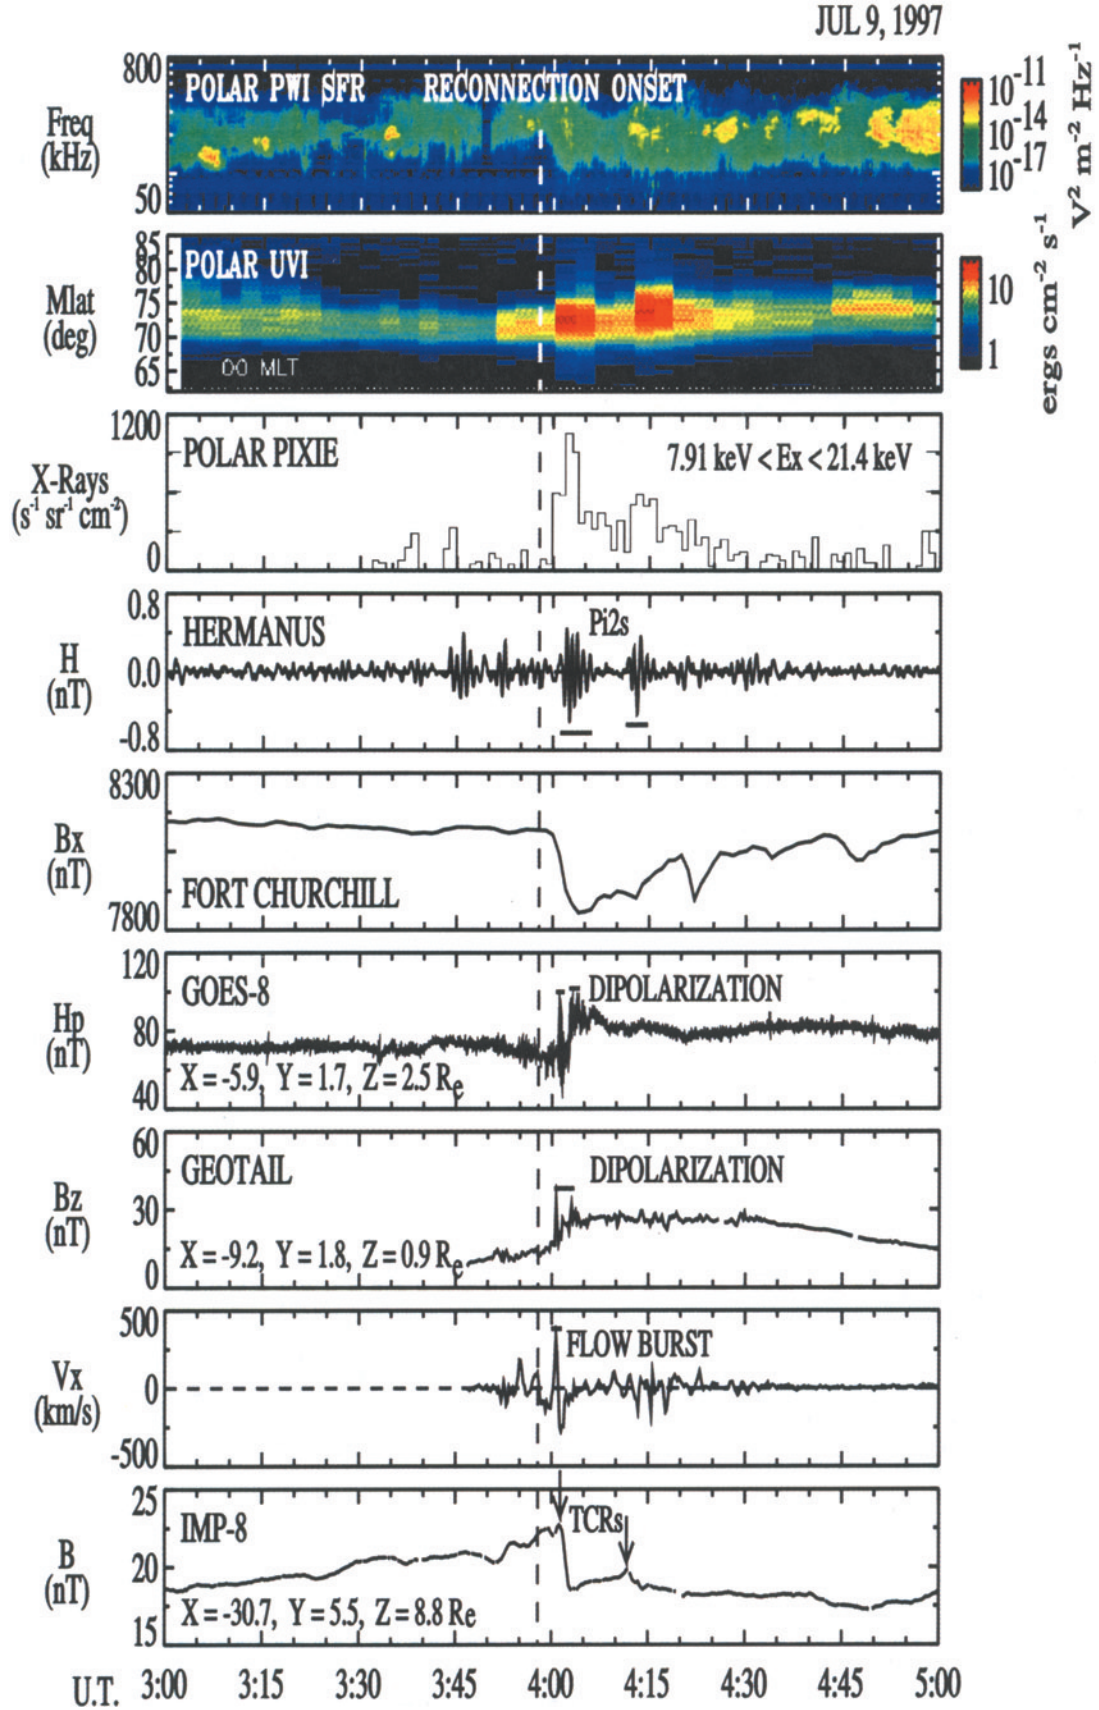 JUL 9, 1997
800
Freq
(kHz)
50
POLAR PWI SFR RECONNECTION ONSET
10^-11
10^-14
10^-17
V^2 m^-2 Hz^-1
85
80
75
70
65
Mlat
(deg)
POLAR UVI
00 MLT
10
1
ergs cm^-2 s^-1
1200
X-Rays
(s^-1 sr^-1 cm^-2)
0
POLAR PIXIE
7.91 keV < Ex < 21.4 keV
0.8
H
0.0
(nT)
-0.8
HERMANUS
Pi2s
8300
Bx
(nT)
7800
FORT CHURCHILL
120
Hp
80
(nT)
40
GOES-8
DIPOLARIZATION
X = -5.9, Y = 1.7, Z = 2.5 Re
60
Bz
30
(nT)
0
GEOTAIL
DIPOLARIZATION
X = -9.2, Y = 1.8, Z = 0.9 Re
500
Vx
0
(km/s)
-500
FLOW BURST
25
B
20
(nT)
15
IMP-8
TCRs
X = -30.7, Y = 5.5, Z = 8.8 Re
U.T. 3:00 3:15 3:30 3:45 4:00 4:15 4:30 4:45 5:00